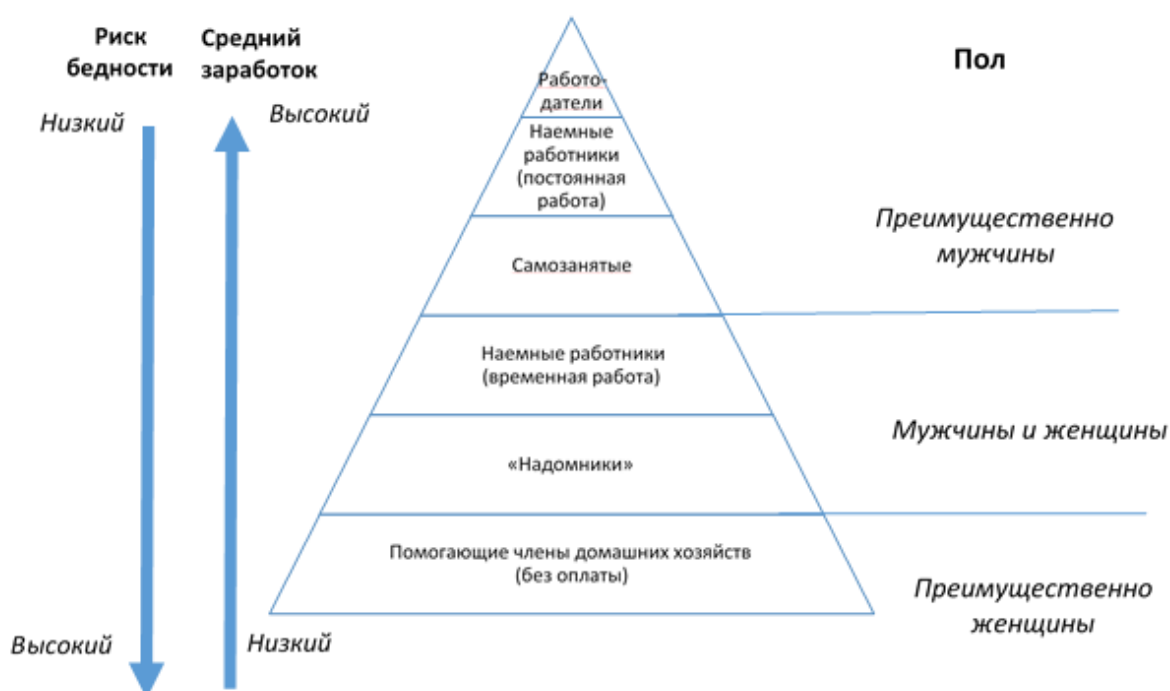 Риск
бедности
Средний
заработок
Пол
Низкий
Высокий
Работо-
датели
Наемные
работники
(постоянная
работа)
Самозанятые
Преимущественно
мужчины
Наемные работники
(временная работа)
«Надомники»
Мужчины и женщины
Помогающие члены домашних хозяйств
(без оплаты)
Преимущественно
женщины
Высокий
Низкий